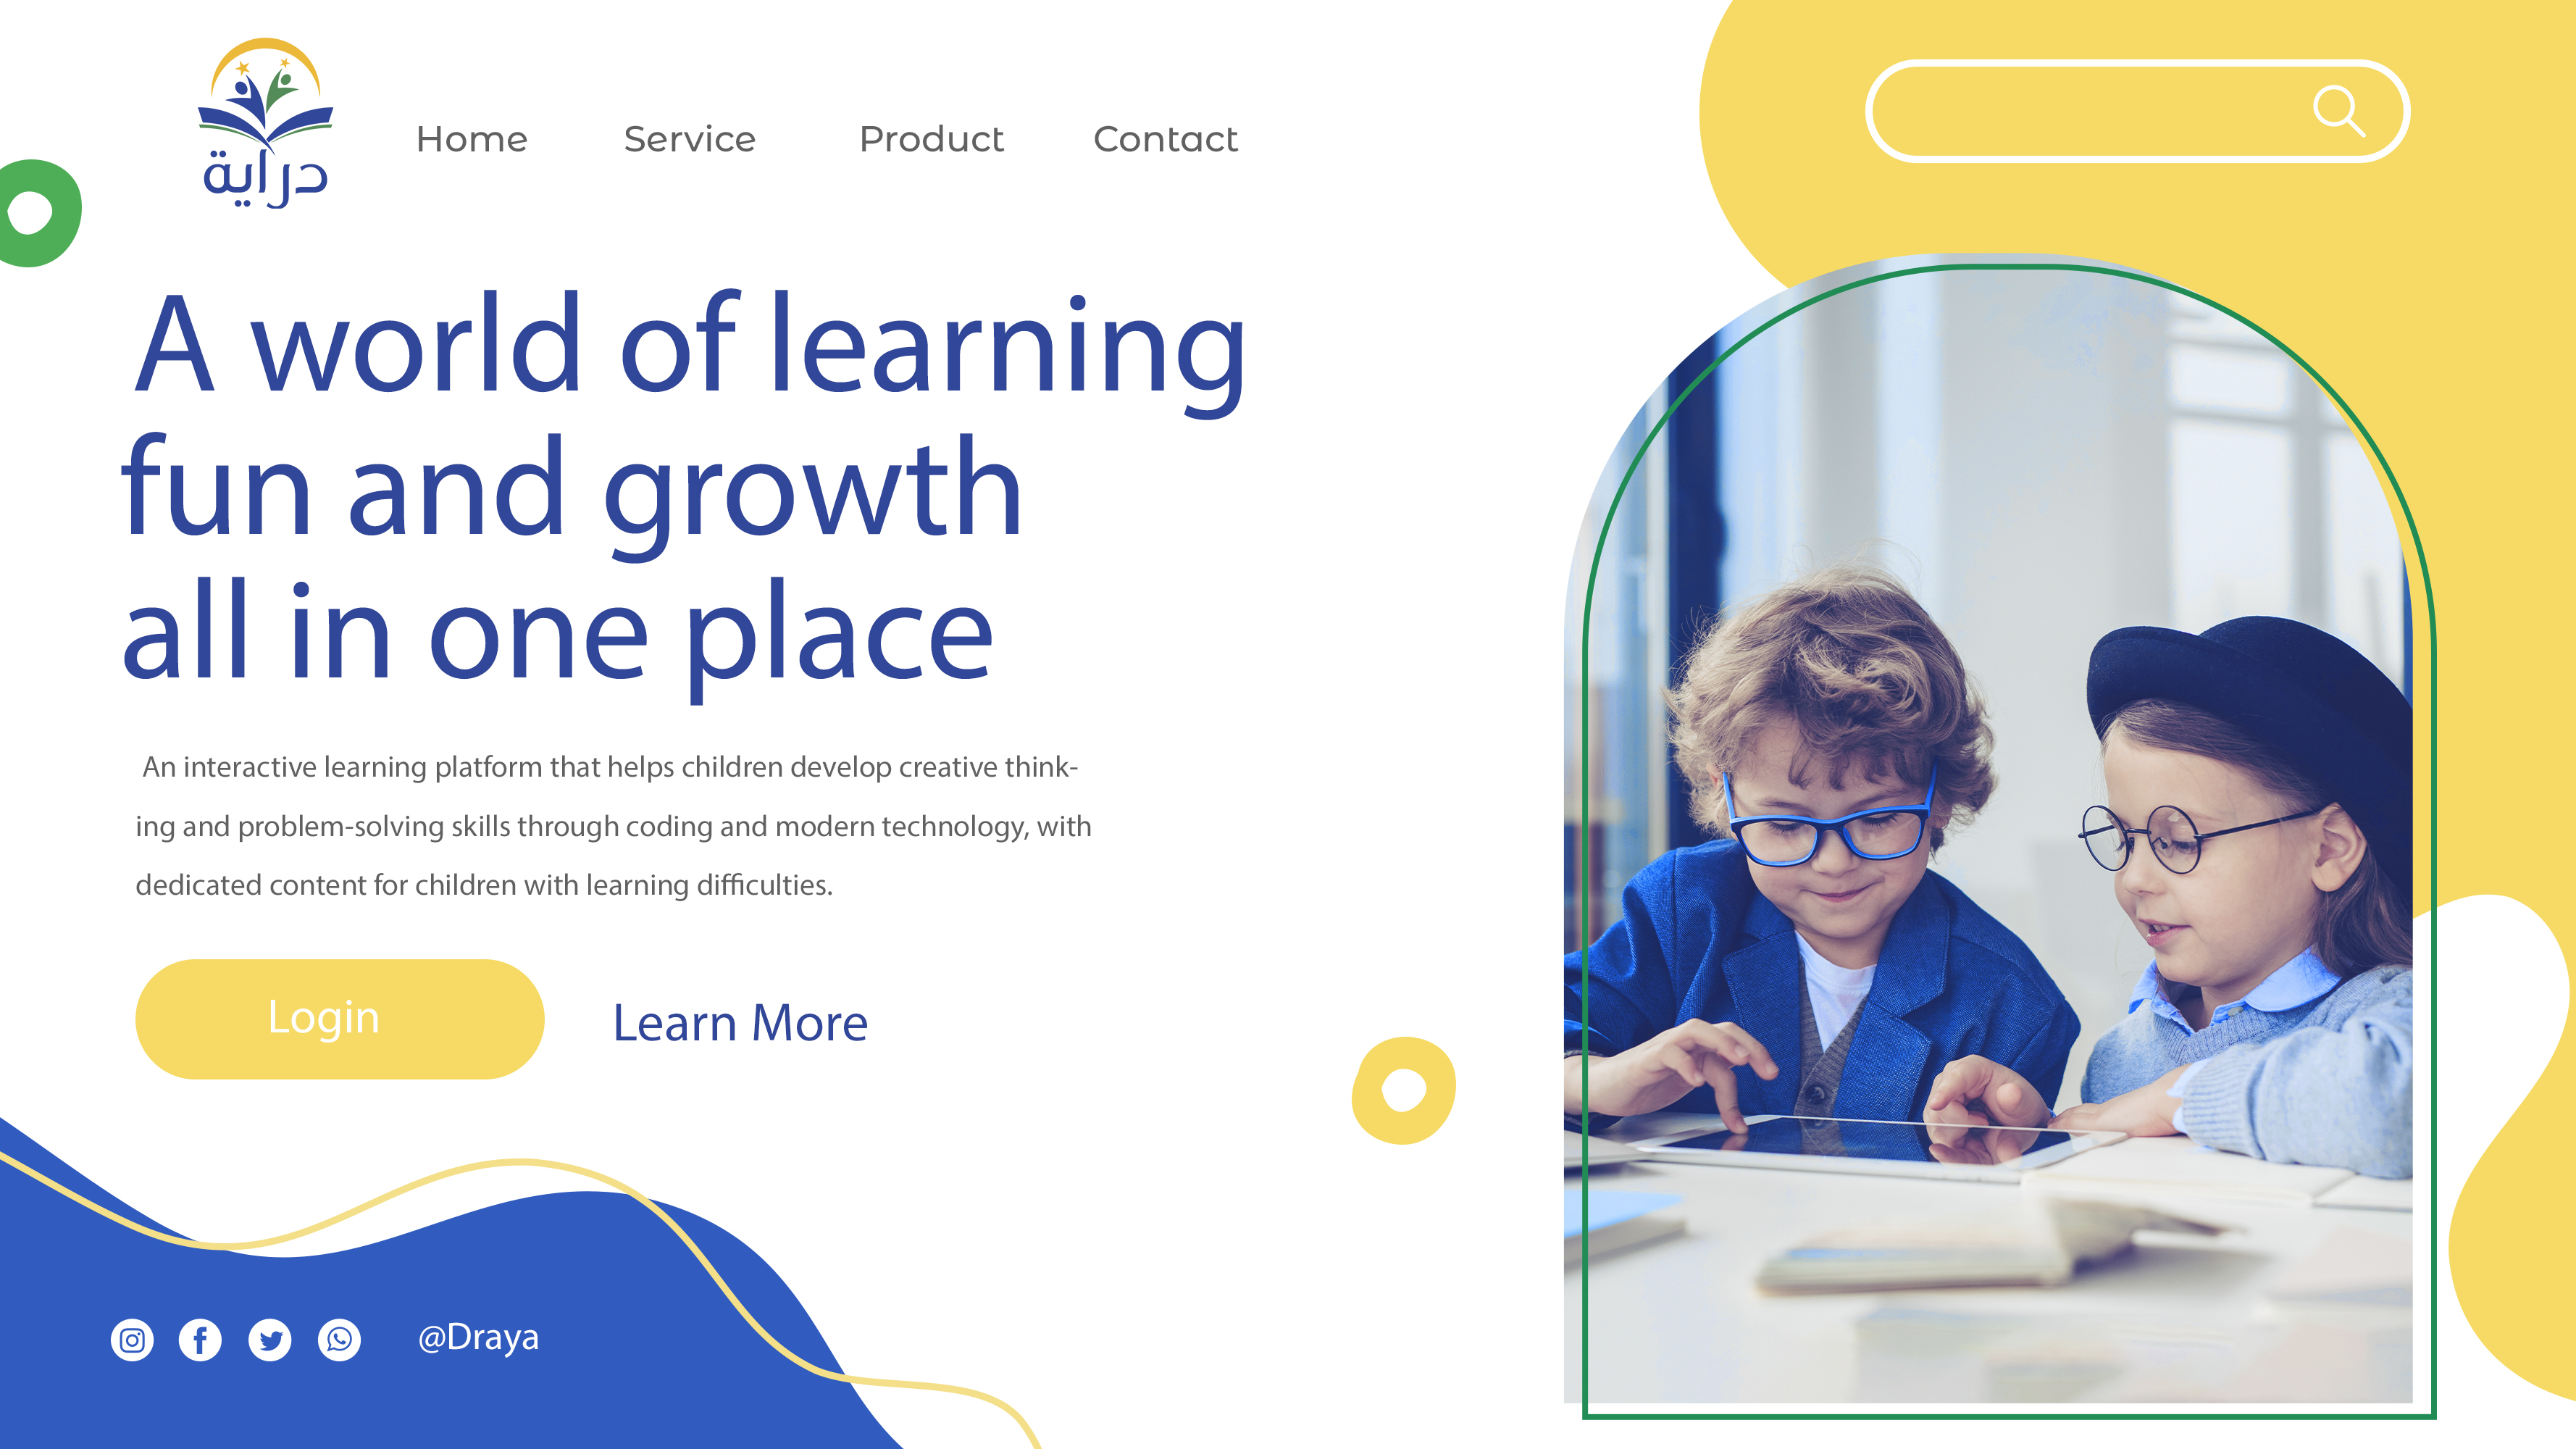 دراية
Home Service Product Contact
A world of learning
fun and growth
all in one place
An interactive learning platform that helps children develop creative think-
ing and problem-solving skills through coding and modern technology, with
dedicated content for children with learning difficulties.
Login Learn More
@Draya